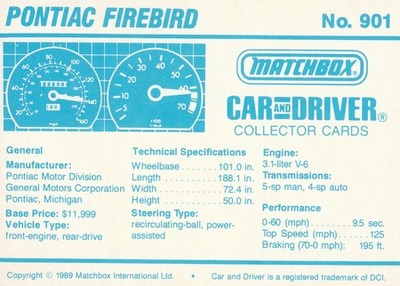 PONTIAC FIREBIRD
No. 901
MATCHBOX
CAR AND DRIVER®
COLLECTOR CARDS
General
Manufacturer:
Pontiac Motor Division
General Motors Corporation
Pontiac, Michigan
Base Price: $11,999
Vehicle Type:
front-engine, rear-drive
Technical Specifications
Wheelbase . . . . . . . . 101.0 in.
Length . . . . . . . . . . . 188.1 in.
Width . . . . . . . . . . . . 72.4 in.
Height . . . . . . . . . . . . 50.0 in.
Steering Type:
recirculating-ball, power-
assisted
Engine:
3.1-liter V-6
Transmissions:
5-sp man, 4-sp auto
Performance
0-60 (mph) . . . . . . . . 9.5 sec.
Top Speed (mph) . . . . . 125
Braking (70-0 mph): 195 ft.
Copyright © 1989 Matchbox International Ltd. • Car and Driver is a registered trademark of DCI.